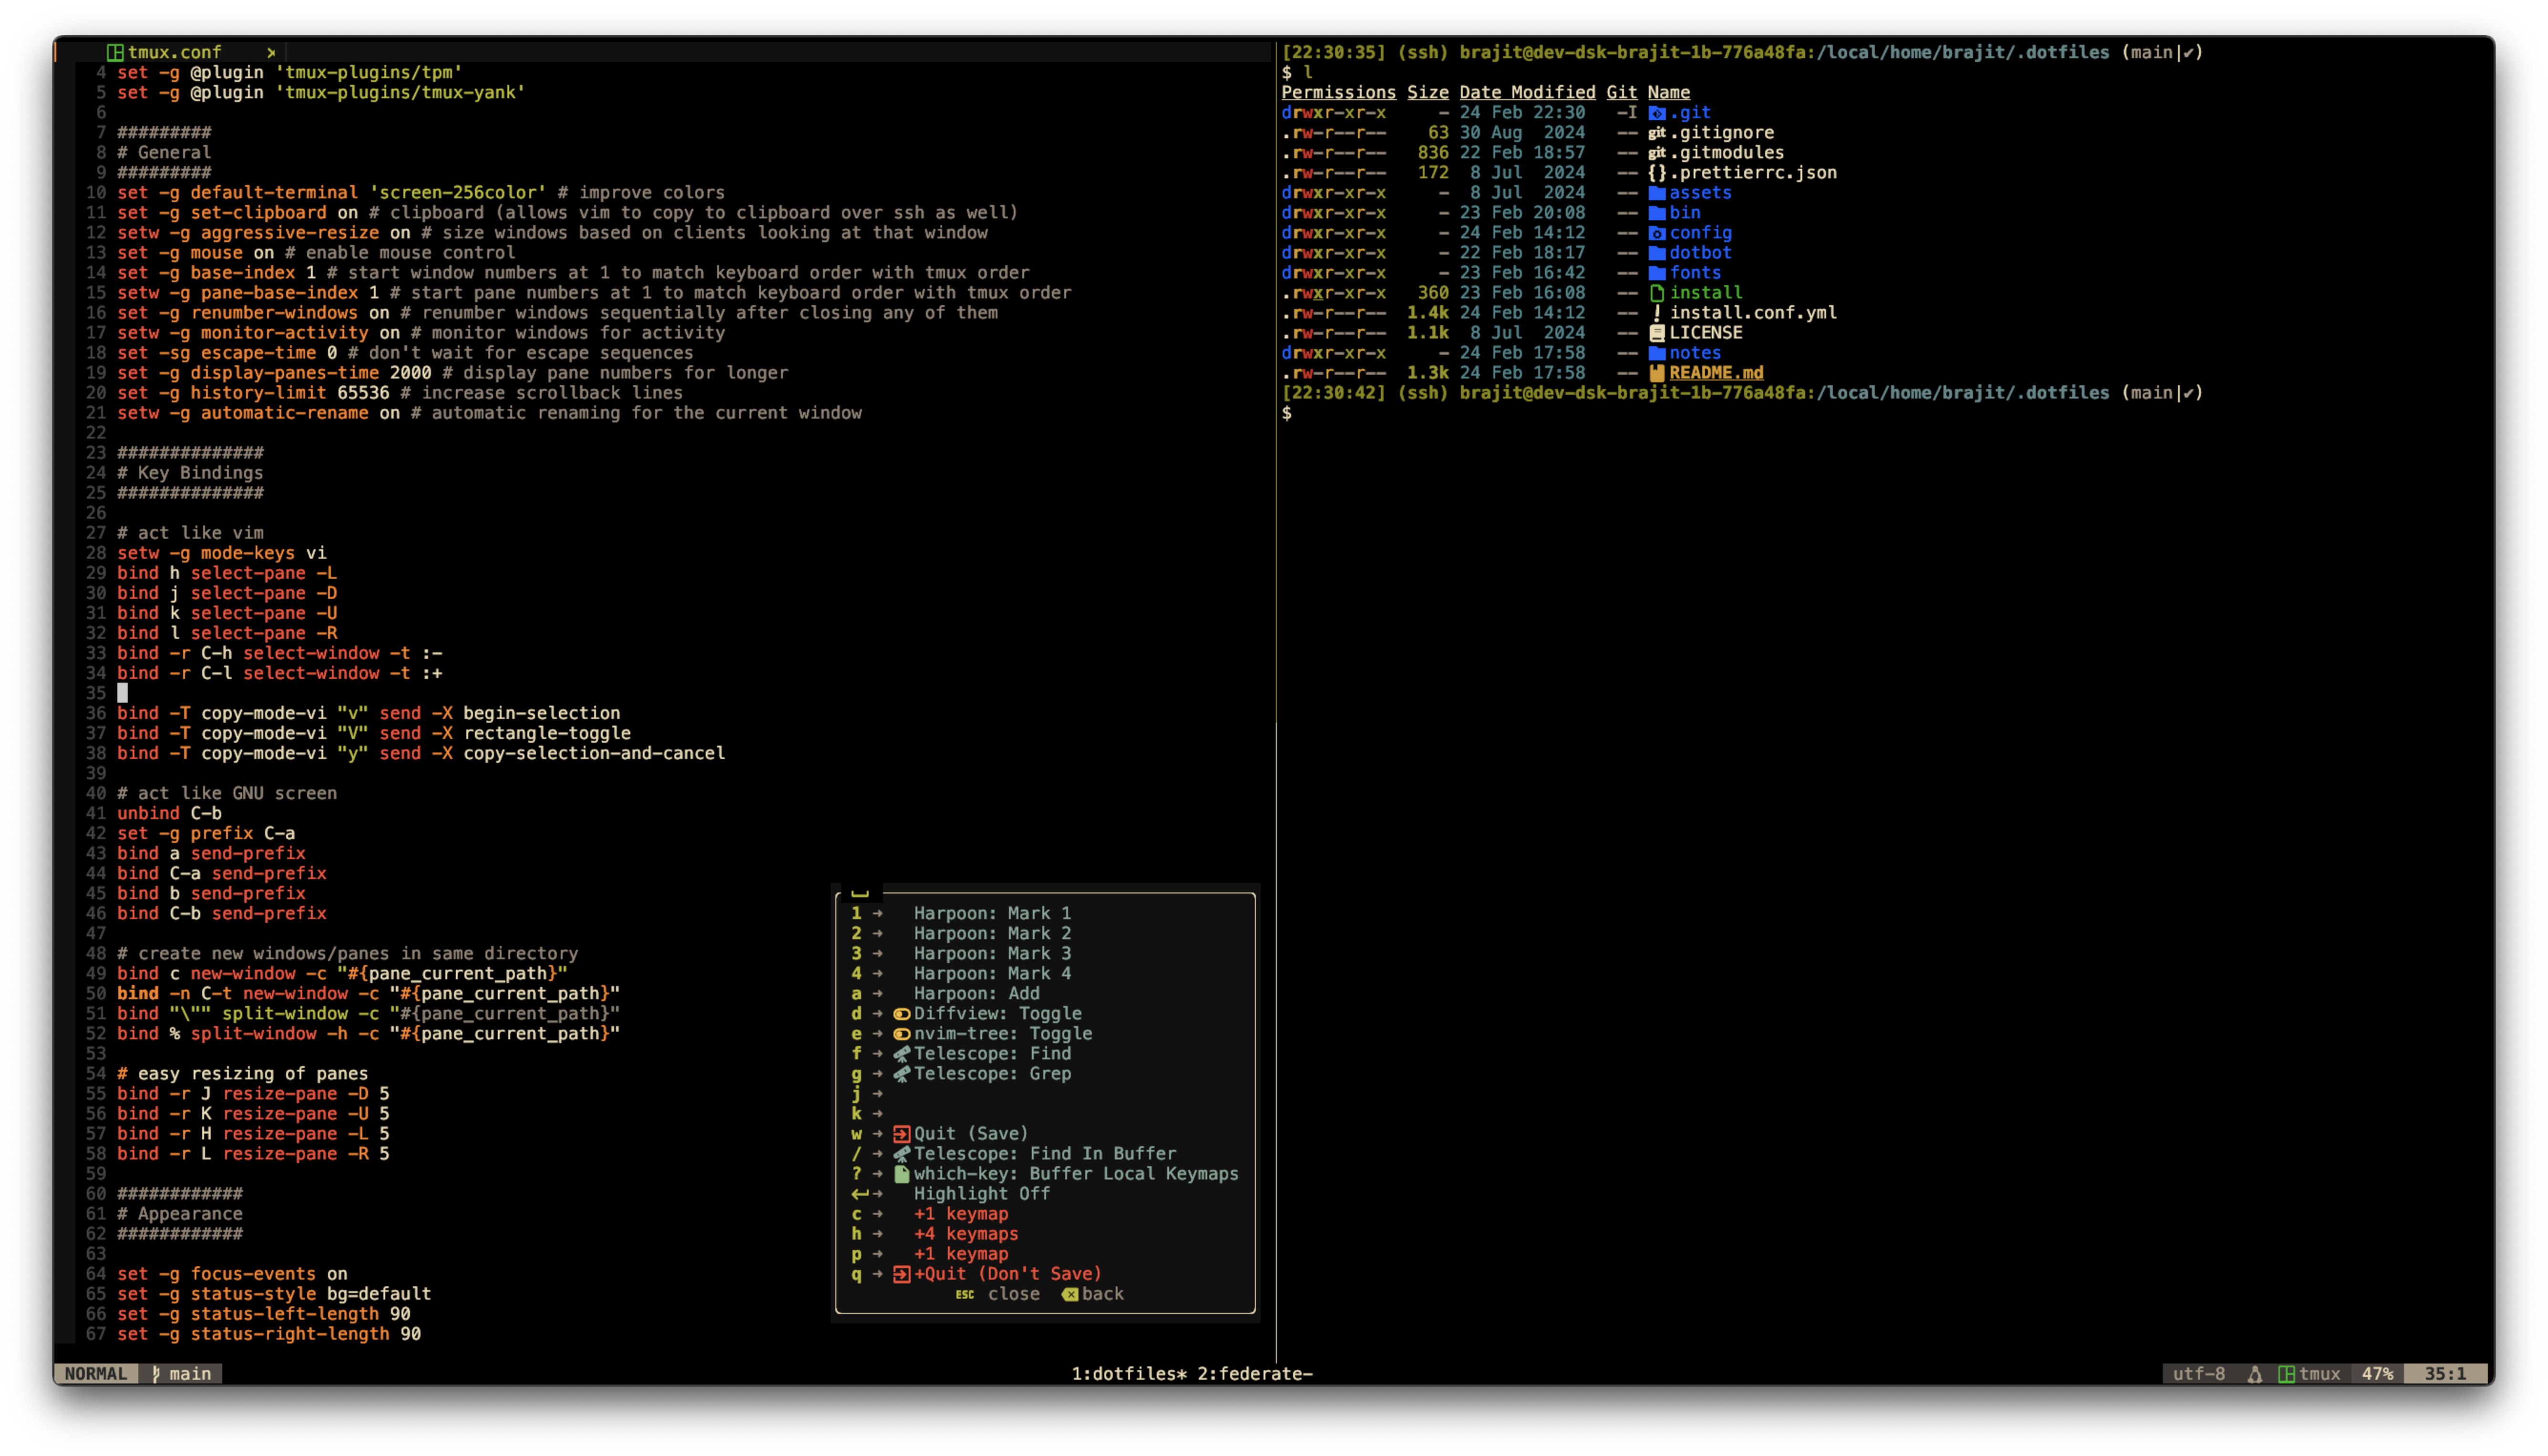 tmux.conf
4 set -g @plugin 'tmux-plugins/tpm'
5 set -g @plugin 'tmux-plugins/tmux-yank'
6
7 #########
8 # General
9 #########
10 set -g default-terminal 'screen-256color' # improve colors
11 set -g set-clipboard on # clipboard (allows vim to copy to clipboard over ssh as well)
12 setw -g aggressive-resize on # size windows based on clients looking at that window
13 set -g mouse on # enable mouse control
14 set -g base-index 1 # start window numbers at 1 to match keyboard order with tmux order
15 setw -g pane-base-index 1 # start pane numbers at 1 to match keyboard order with tmux order
16 set -g renumber-windows on # renumber windows sequentially after closing any of them
17 setw -g monitor-activity on # monitor windows for activity
18 set -sg escape-time 0 # don't wait for escape sequences
19 set -g display-panes-time 2000 # display pane numbers for longer
20 set -g history-limit 65536 # increase scrollback lines
21 setw -g automatic-rename on # automatic renaming for the current window
22
23 ##############
24 # Key Bindings
25 ##############
26
27 # act like vim
28 setw -g mode-keys vi
29 bind h select-pane -L
30 bind j select-pane -D
31 bind k select-pane -U
32 bind l select-pane -R
33 bind -r C-h select-window -t :-
34 bind -r C-l select-window -t :+
35
36 bind -T copy-mode-vi "v" send -X begin-selection
37 bind -T copy-mode-vi "V" send -X rectangle-toggle
38 bind -T copy-mode-vi "y" send -X copy-selection-and-cancel
39
40 # act like GNU screen
41 unbind C-b
42 set -g prefix C-a
43 bind a send-prefix
44 bind C-a send-prefix
45 bind b send-prefix
46 bind C-b send-prefix
47
48 # create new windows/panes in same directory
49 bind c new-window -c "#{pane_current_path}"
50 bind -n C-t new-window -c "#{pane_current_path}"
51 bind "\"" split-window -c "#{pane_current_path}"
52 bind % split-window -h -c "#{pane_current_path}"
53
54 # easy resizing of panes
55 bind -r J resize-pane -D 5
56 bind -r K resize-pane -U 5
57 bind -r H resize-pane -L 5
58 bind -r L resize-pane -R 5
59
60 ############
61 # Appearance
62 ############
63
64 set -g focus-events on
65 set -g status-style bg=default
66 set -g status-left-length 90
67 set -g status-right-length 90
1 → Harpoon: Mark 1
2 → Harpoon: Mark 2
3 → Harpoon: Mark 3
4 → Harpoon: Mark 4
a → Harpoon: Add
d → Diffview: Toggle
e → nvim-tree: Toggle
f → Telescope: Find
g → Telescope: Grep
j →
k →
w → Quit (Save)
/ → Telescope: Find In Buffer
? → which-key: Buffer Local Keymaps
↵ → Highlight Off
c → +1 keymap
h → +4 keymaps
p → +1 keymap
q → +Quit (Don't Save)
ESC close back
[22:30:35] (ssh) brajit@dev-dsk-brajit-1b-776a48fa:/local/home/brajit/.dotfiles (main|✔)
$ l
Permissions Size Date Modified Git Name
drwxr-xr-x - 24 Feb 22:30 -I .git
.rw-r--r-- 63 30 Aug 2024 -- git .gitignore
.rw-r--r-- 836 22 Feb 18:57 -- git .gitmodules
.rw-r--r-- 172 8 Jul 2024 -- {} .prettierrc.json
drwxr-xr-x - 8 Jul 2024 -- assets
drwxr-xr-x - 23 Feb 20:08 -- bin
drwxr-xr-x - 24 Feb 14:12 -- config
drwxr-xr-x - 22 Feb 18:17 -- dotbot
drwxr-xr-x - 23 Feb 16:42 -- fonts
.rwxr-xr-x 360 23 Feb 16:08 -- install
.rw-r--r-- 1.4k 24 Feb 14:12 -- ! install.conf.yml
.rw-r--r-- 1.1k 8 Jul 2024 -- LICENSE
drwxr-xr-x - 24 Feb 17:58 -- notes
.rw-r--r-- 1.3k 24 Feb 17:58 -- README.md
[22:30:42] (ssh) brajit@dev-dsk-brajit-1b-776a48fa:/local/home/brajit/.dotfiles (main|✔)
$
NORMAL main 1:dotfiles* 2:federate- utf-8 tmux 47% 35:1